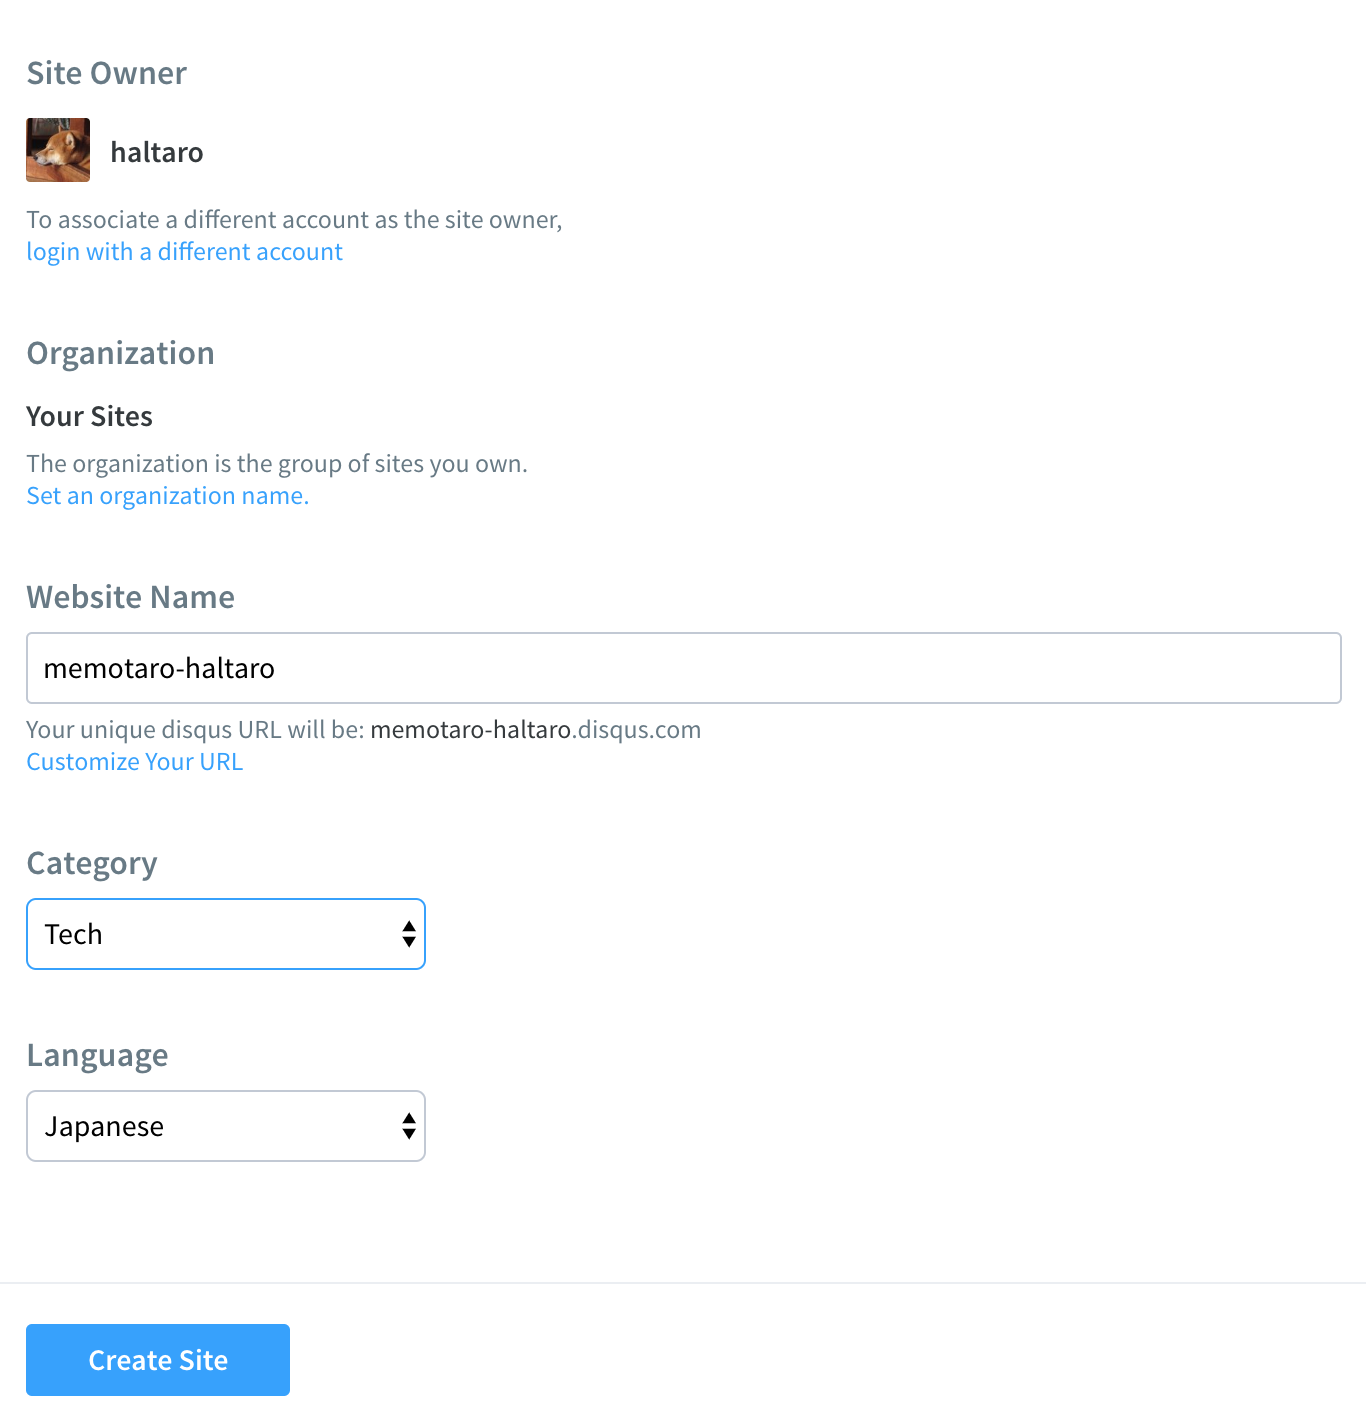 Site Owner
haltaro
To associate a different account as the site owner,
login with a different account
Organization
Your Sites
The organization is the group of sites you own.
Set an organization name.
Website Name
memotaro-haltaro
Your unique disqus URL will be: memotaro-haltaro.disqus.com
Customize Your URL
Category
Tech
Language
Japanese
Create Site